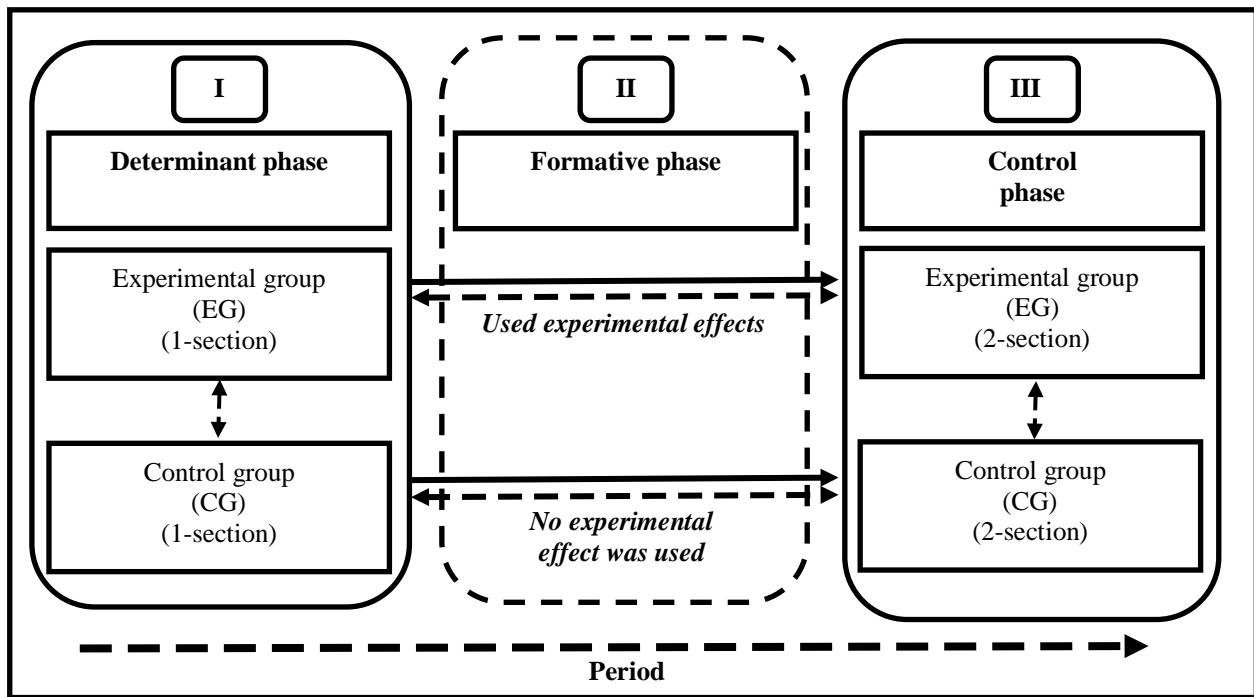 I
Determinant phase
Experimental group
(EG)
(1-section)
Control group
(CG)
(1-section)
II
Formative phase
Used experimental effects
No experimental
effect was used
III
Control
phase
Experimental group
(EG)
(2-section)
Control group
(CG)
(2-section)
Period